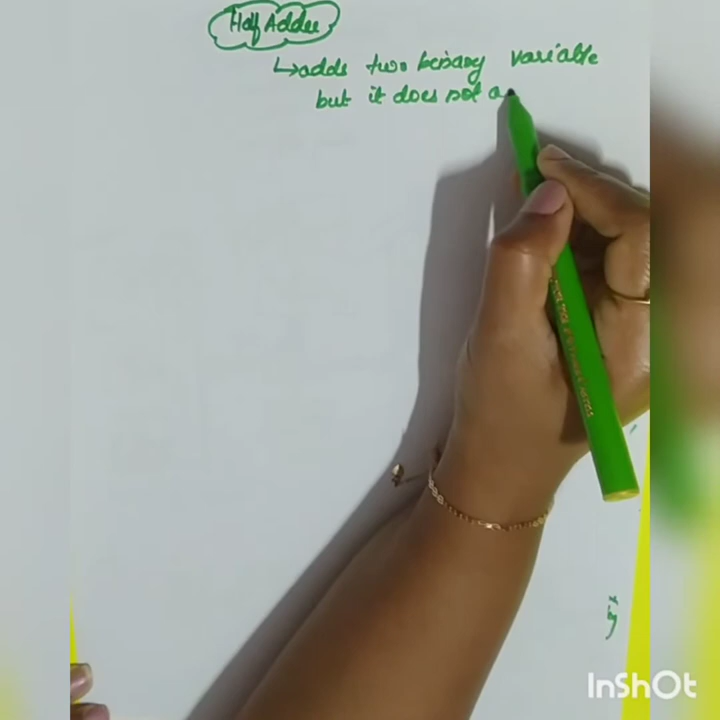 Half Adder
↳adds two binary variable
but it does not a
InShOt